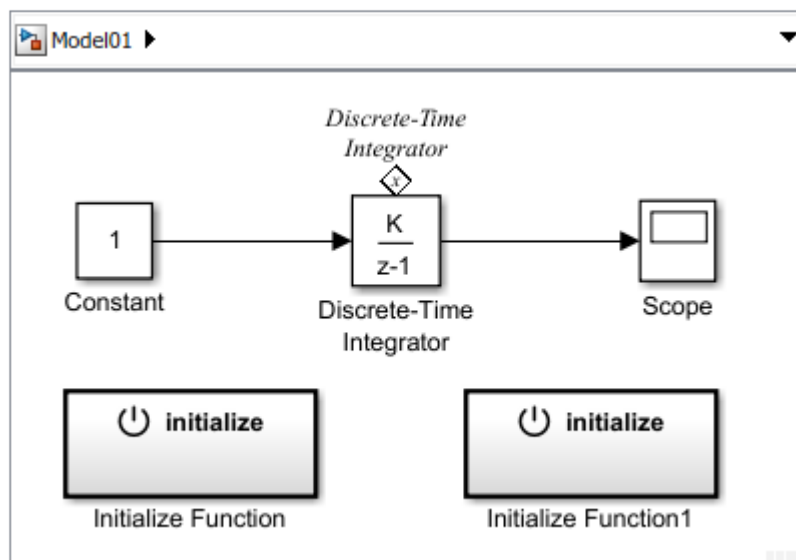 Model01
Discrete-Time
Integrator
x
1
K
z-1
Constant
Discrete-Time
Integrator
Scope
initialize
initialize
Initialize Function
Initialize Function1